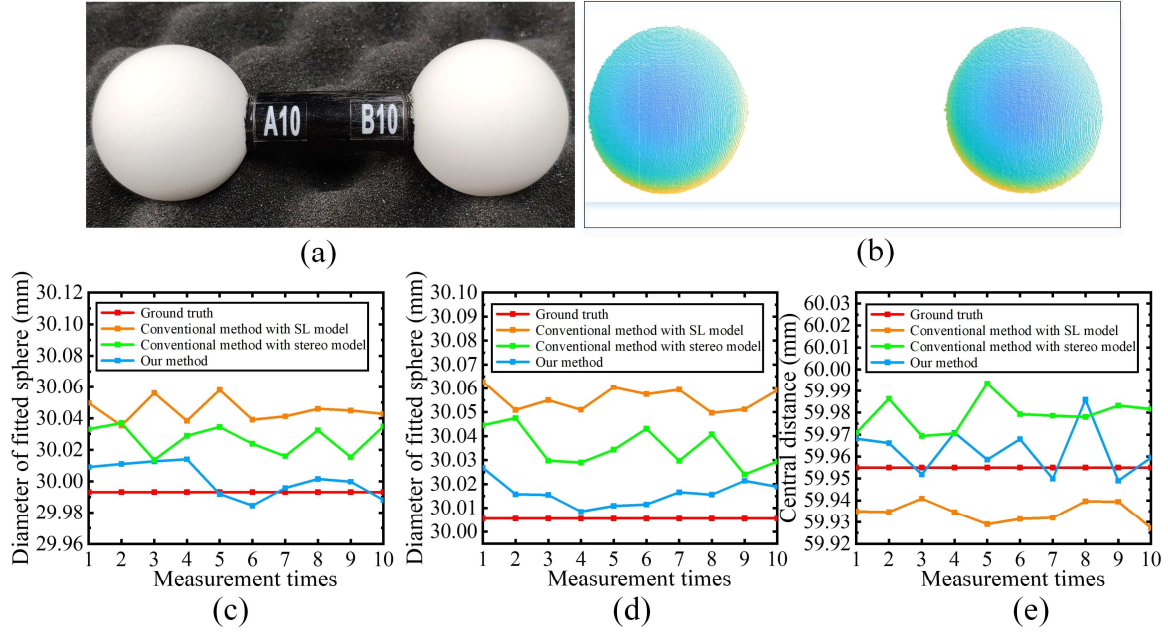 A10 B10
(a)
(b)
Diameter of fitted sphere (mm)
30.12
30.10
30.08
30.06
30.04
30.02
30.00
29.98
29.96
Ground truth
Conventional method with SL model
Conventional method with stereo model
Our method
1 2 3 4 5 6 7 8 9 10
Measurement times
(c)
Diameter of fitted sphere (mm)
30.10
30.09
30.08
30.07
30.06
30.05
30.04
30.03
30.02
30.01
30.00
Ground truth
Conventional method with SL model
Conventional method with stereo model
Our method
1 2 3 4 5 6 7 8 9 10
Measurement times
(d)
Central distance (mm)
60.03
60.02
60.01
60.00
59.99
59.98
59.97
59.96
59.95
59.94
59.93
59.92
Ground truth
Conventional method with SL model
Conventional method with stereo model
Our method
1 2 3 4 5 6 7 8 9 10
Measurement times
(e)